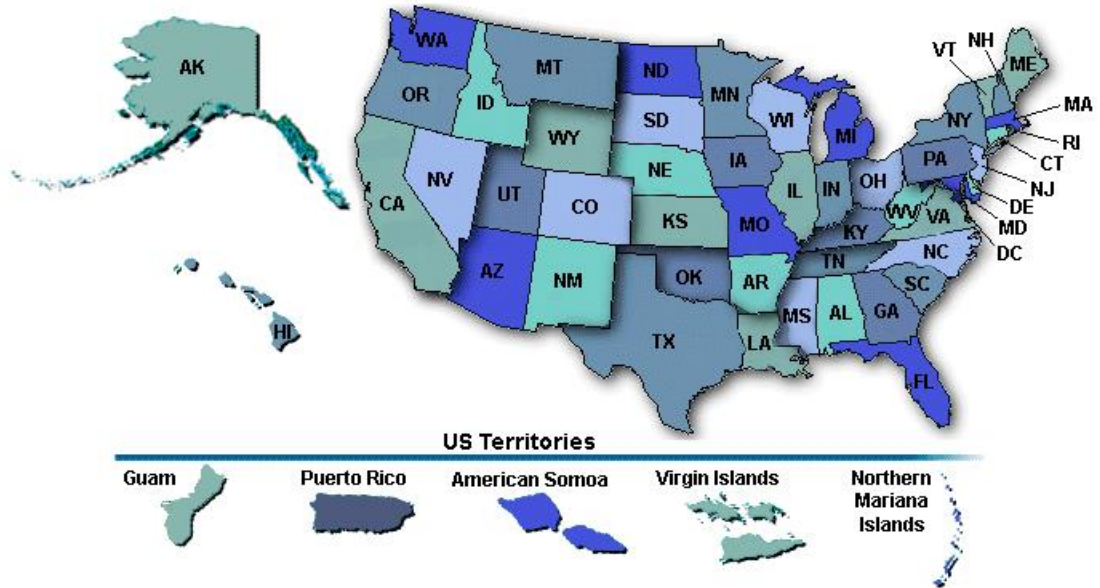 AK
WA
MT
ND
MN
VT
NH
ME
OR
ID
SD
WI
MI
NY
MA
WY
RI
NV
UT
CO
NE
IA
IL
IN
OH
PA
CT
NJ
CA
KS
MO
KY
WV
VA
DE
MD
DC
AZ
NM
OK
AR
TN
NC
SC
HI
TX
LA
MS
AL
GA
FL
US Territories
Guam
Puerto Rico
American Somoa
Virgin Islands
Northern
Mariana
Islands